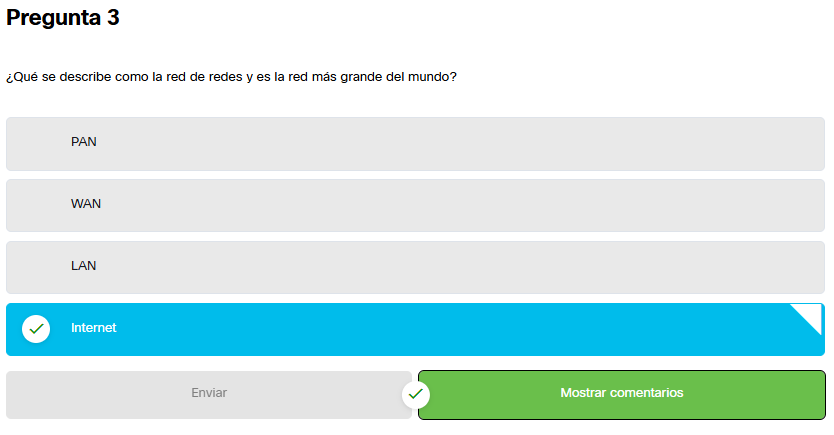 Pregunta 3
¿Qué se describe como la red de redes y es la red más grande del mundo?
PAN
WAN
LAN
Internet
Enviar
Mostrar comentarios